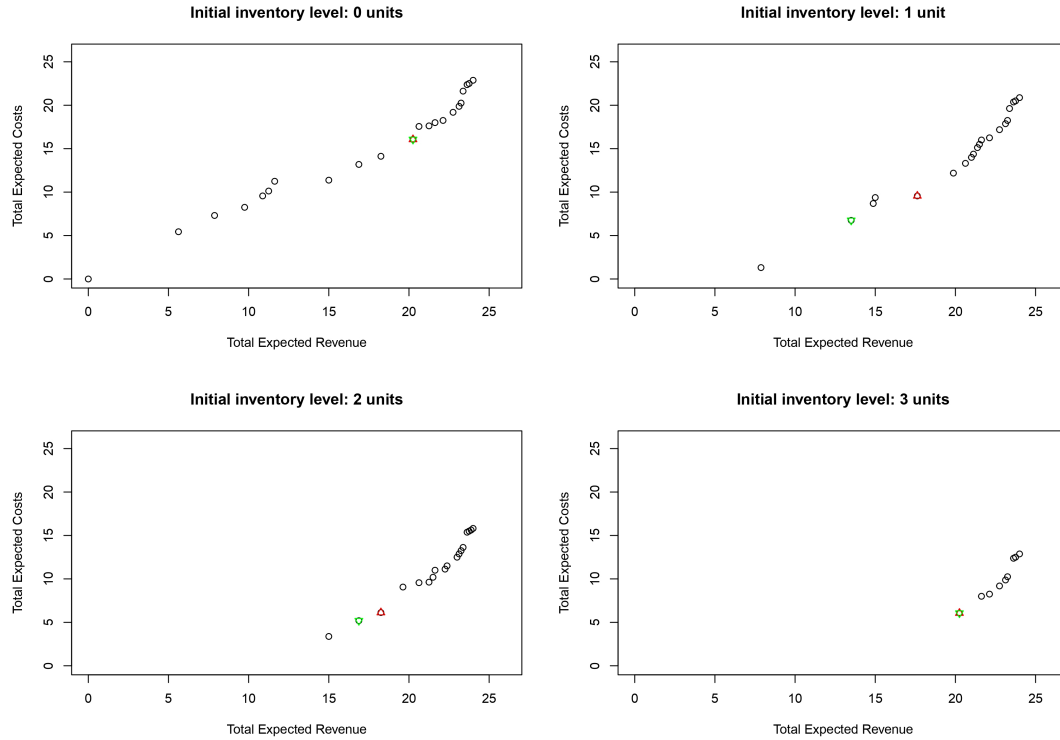 Initial inventory level: 0 units
Total Expected Costs
25
20
15
10
5
0
0 5 10 15 20 25
Total Expected Revenue
Initial inventory level: 1 unit
Total Expected Costs
25
20
15
10
5
0
0 5 10 15 20 25
Total Expected Revenue
Initial inventory level: 2 units
Total Expected Costs
25
20
15
10
5
0
0 5 10 15 20 25
Total Expected Revenue
Initial inventory level: 3 units
Total Expected Costs
25
20
15
10
5
0
0 5 10 15 20 25
Total Expected Revenue